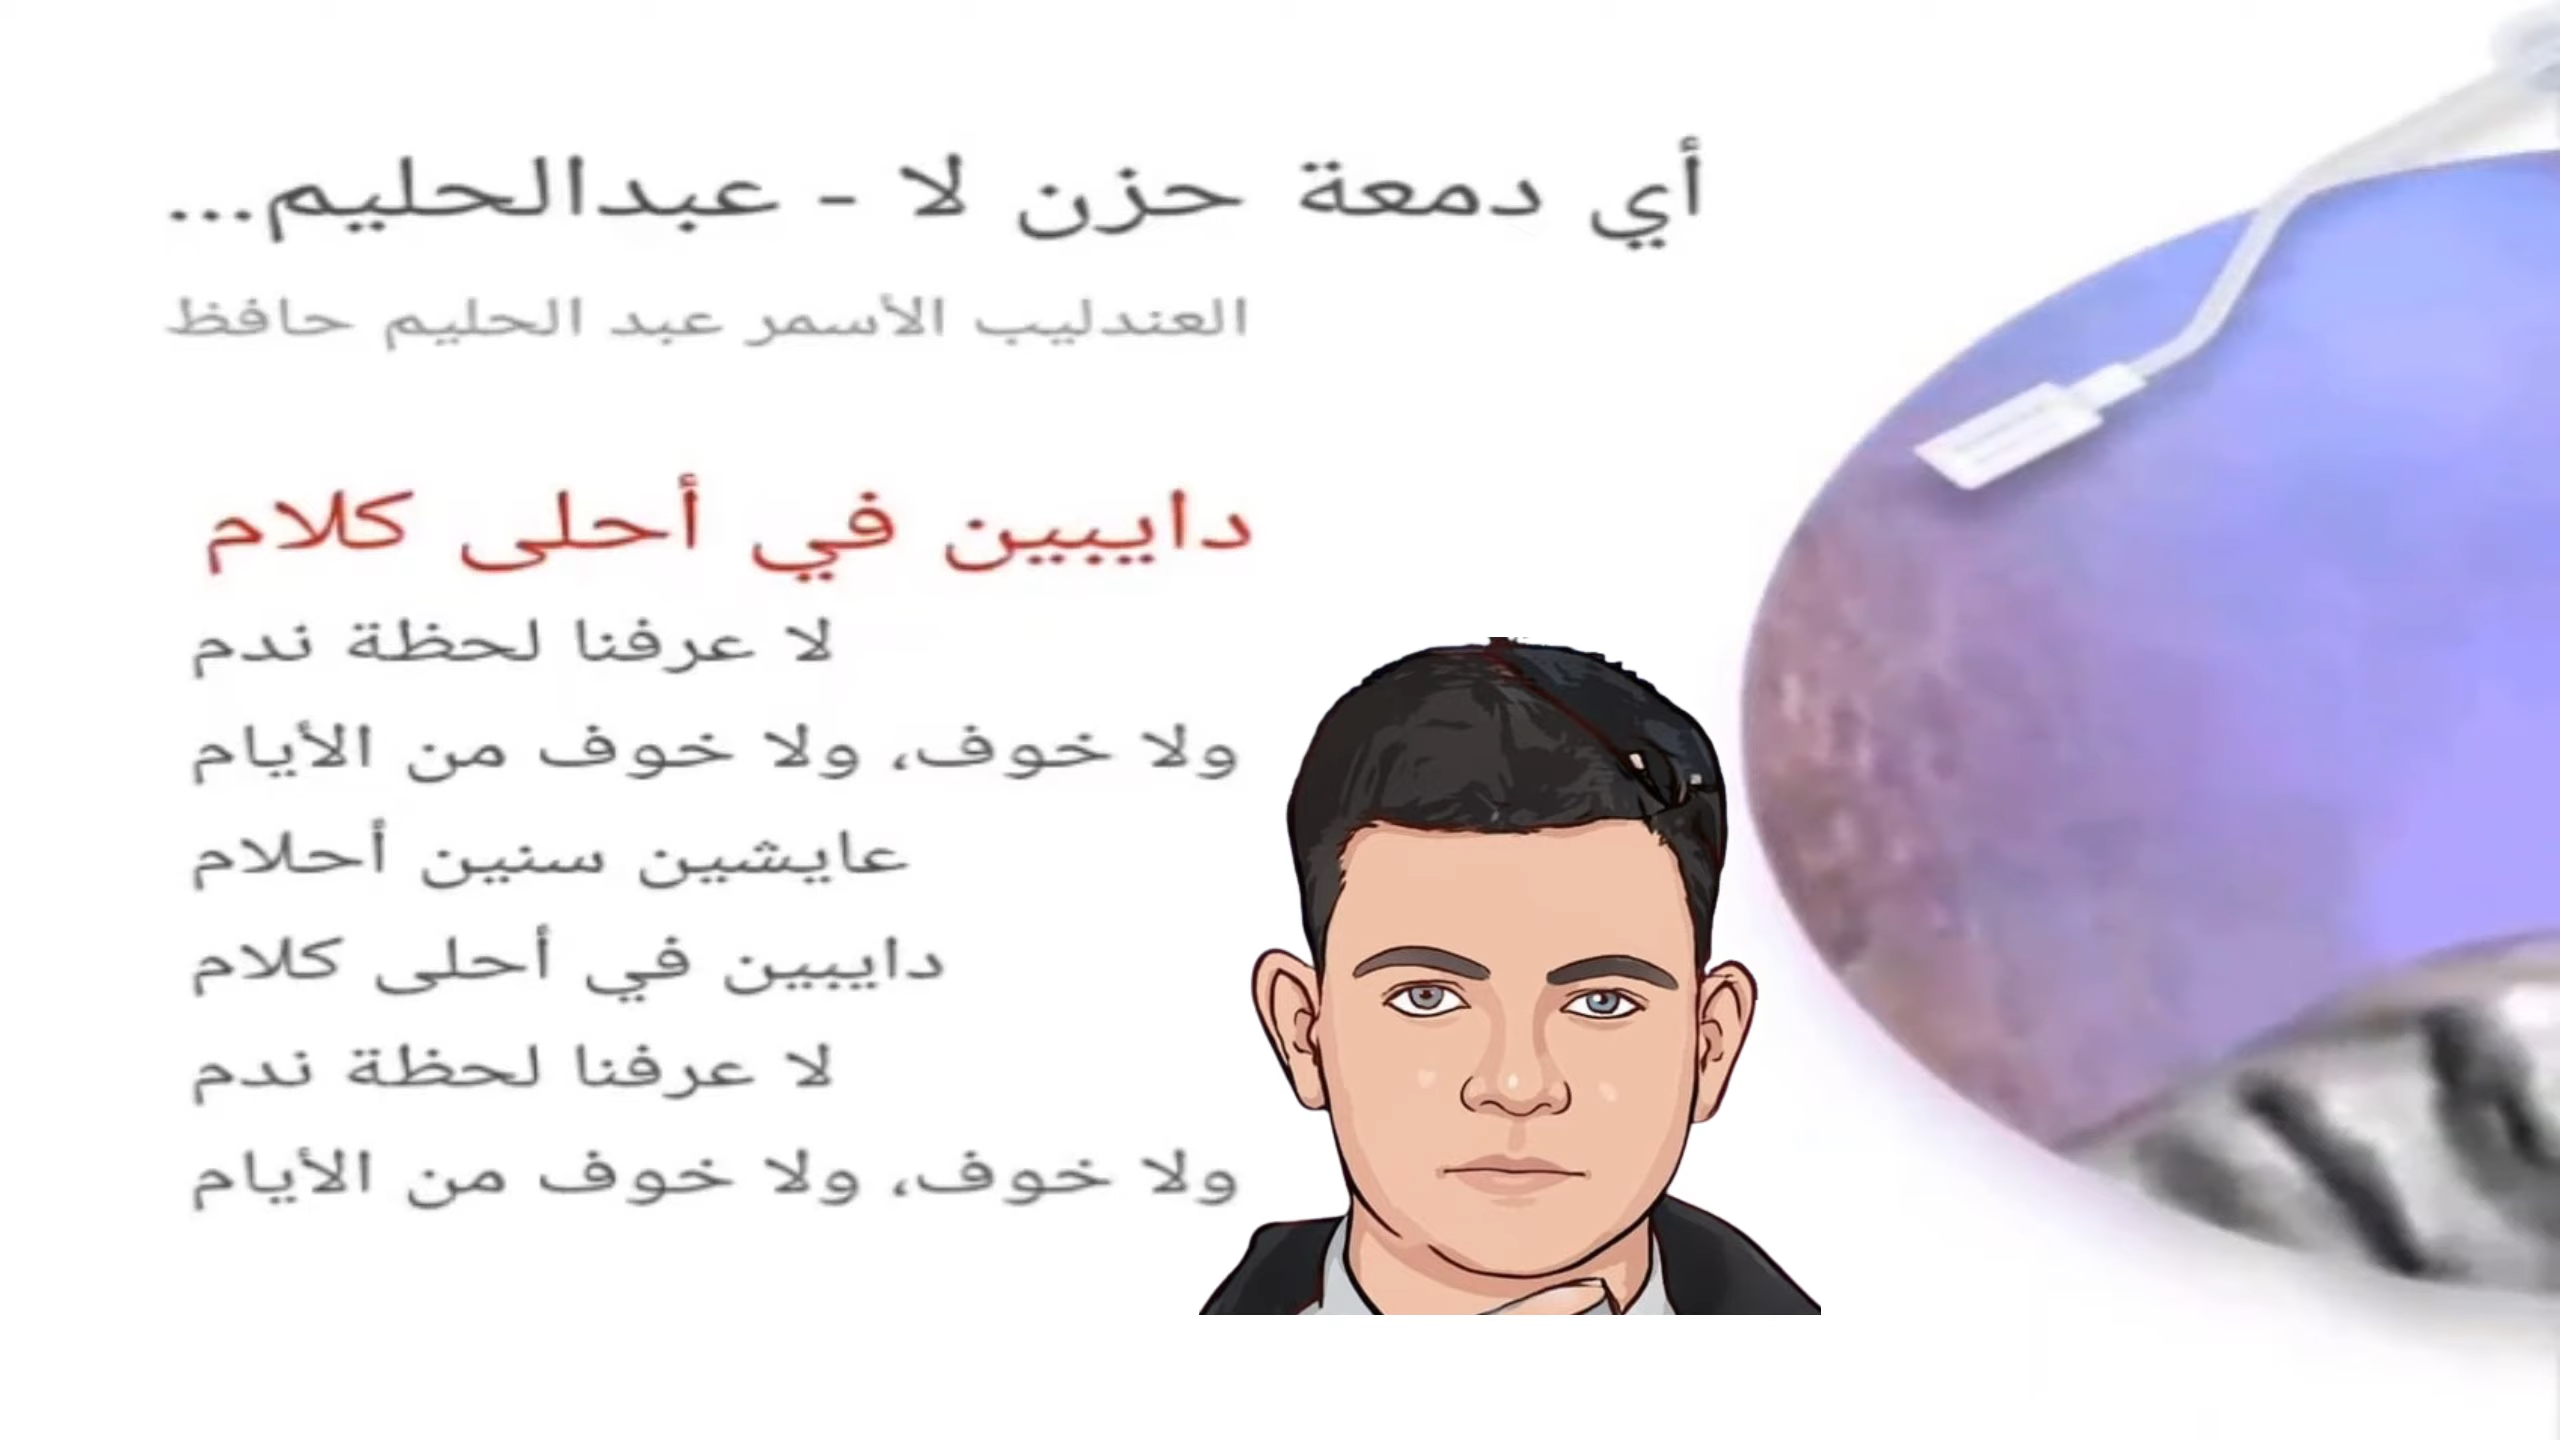 أي دمعة حزن لا - عبدالحليم...
العندليب الأسمر عبد الحليم حافظ
دايبين في أحلى كلام
لا عرفنا لحظة ندم
ولا خوف، ولا خوف من الأيام
عايشين سنين أحلام
دايبين في أحلى كلام
لا عرفنا لحظة ندم
ولا خوف، ولا خوف من الأيام